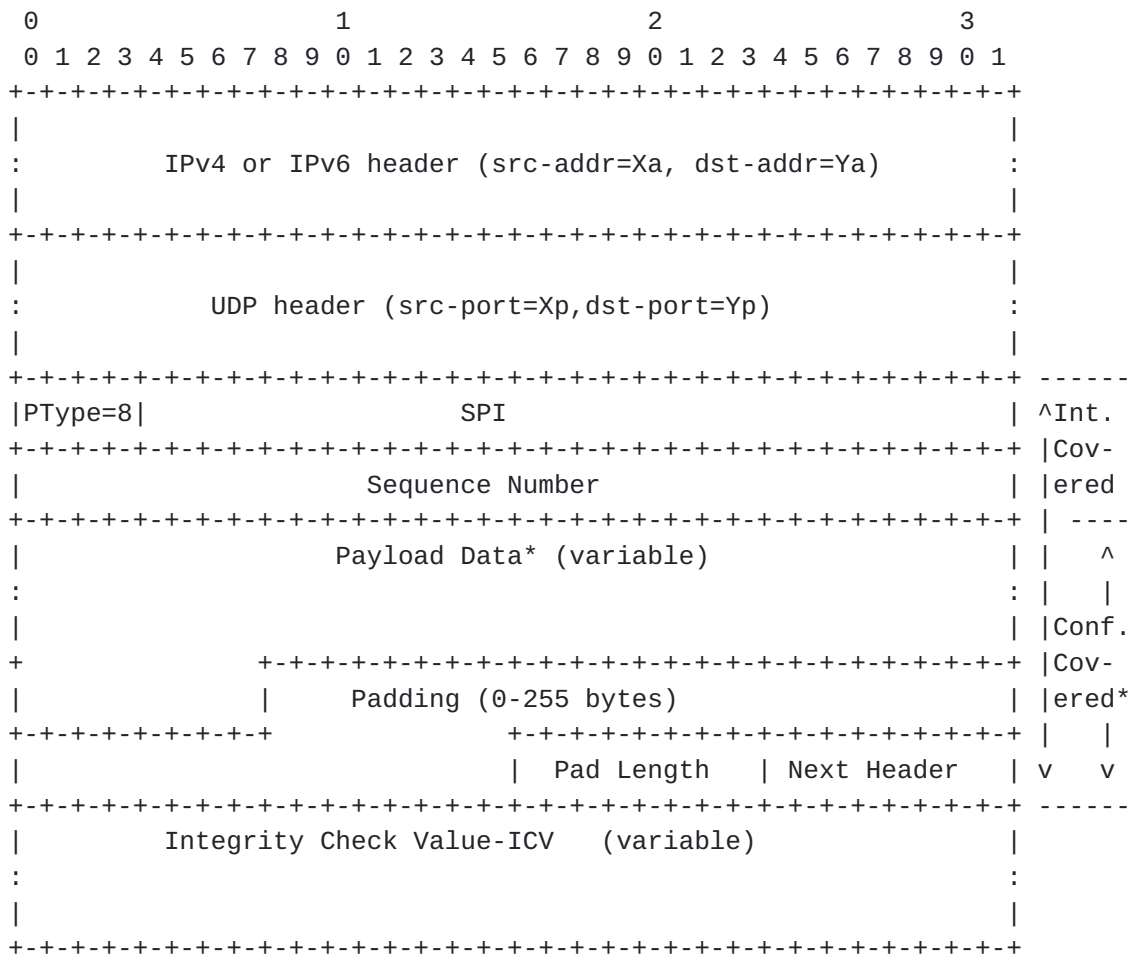 0                   1                   2                   3
 0 1 2 3 4 5 6 7 8 9 0 1 2 3 4 5 6 7 8 9 0 1 2 3 4 5 6 7 8 9 0 1
+-+-+-+-+-+-+-+-+-+-+-+-+-+-+-+-+-+-+-+-+-+-+-+-+-+-+-+-+-+-+-+-+
|                                                               |
:         IPv4 or IPv6 header (src-addr=Xa, dst-addr=Ya)        :
|                                                               |
+-+-+-+-+-+-+-+-+-+-+-+-+-+-+-+-+-+-+-+-+-+-+-+-+-+-+-+-+-+-+-+-+
|                                                               |
:            UDP header (src-port=Xp,dst-port=Yp)               :
|                                                               |
+-+-+-+-+-+-+-+-+-+-+-+-+-+-+-+-+-+-+-+-+-+-+-+-+-+-+-+-+-+-+-+-+ ------
|PType=8|                    SPI                                | ^Int.
+-+-+-+-+-+-+-+-+-+-+-+-+-+-+-+-+-+-+-+-+-+-+-+-+-+-+-+-+-+-+-+-+ |Cov-
|                      Sequence Number                          | |ered
+-+-+-+-+-+-+-+-+-+-+-+-+-+-+-+-+-+-+-+-+-+-+-+-+-+-+-+-+-+-+-+-+ | ----
|                    Payload Data* (variable)                   | |   ^
:                                                               : |   |
|                                                               | |Conf.
+               +-+-+-+-+-+-+-+-+-+-+-+-+-+-+-+-+-+-+-+-+-+-+-+-+ |Cov-
|               |     Padding (0-255 bytes)                     | |ered*
+-+-+-+-+-+-+-+-+               +-+-+-+-+-+-+-+-+-+-+-+-+-+-+-+-+ |   |
|                               |  Pad Length   | Next Header   | v   v
+-+-+-+-+-+-+-+-+-+-+-+-+-+-+-+-+-+-+-+-+-+-+-+-+-+-+-+-+-+-+-+-+ ------
|         Integrity Check Value-ICV   (variable)                |
:                                                               :
|                                                               |
+-+-+-+-+-+-+-+-+-+-+-+-+-+-+-+-+-+-+-+-+-+-+-+-+-+-+-+-+-+-+-+-+